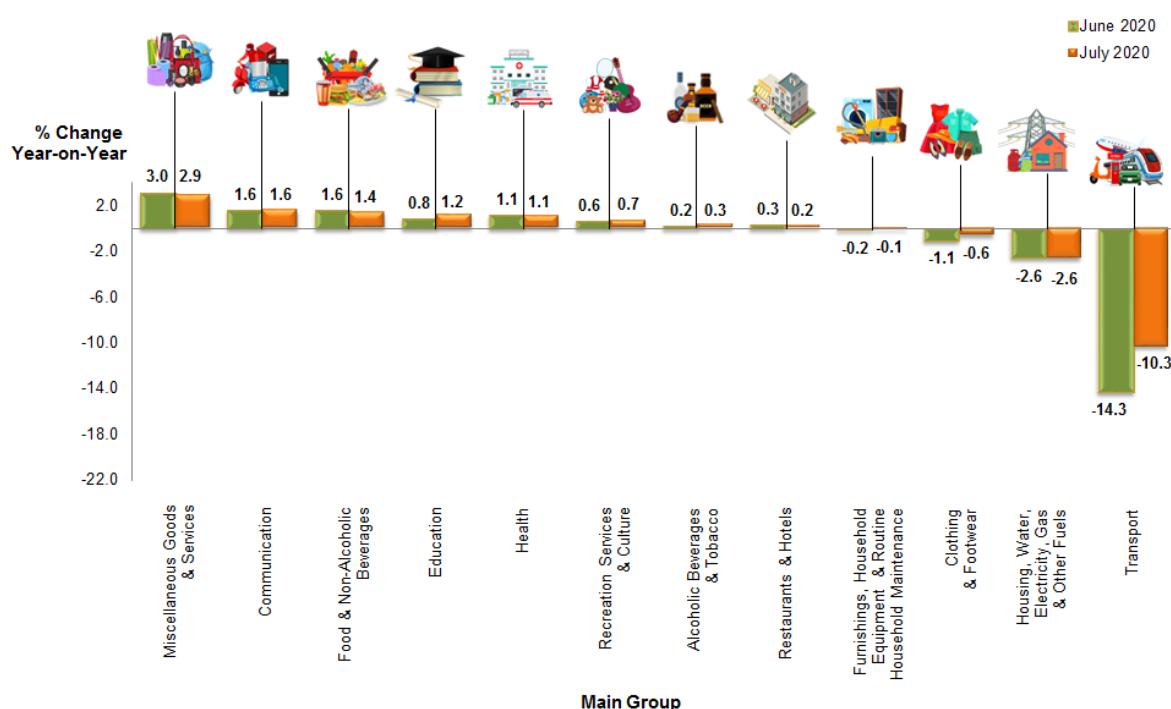 June 2020
July 2020
% Change
Year-on-Year
3.0
2.9
1.6
1.6
1.6
1.4
0.8
1.2
1.1
1.1
0.6
0.7
0.2
0.3
0.3
0.2
-0.2
-0.1
-1.1
-0.6
-2.6
-2.6
-14.3
-10.3
2.0
-2.0
-6.0
-10.0
-14.0
-18.0
-22.0
Miscellaneous Goods
& Services
Communication
Food & Non-Alcoholic
Beverages
Education
Health
Recreation Services
& Culture
Alcoholic Beverages
& Tobacco
Restaurants & Hotels
Furnishings, Household
Equipment & Routine
Household Maintenance
Clothing
& Footwear
Housing, Water,
Electricity, Gas
& Other Fuels
Transport
Main Group